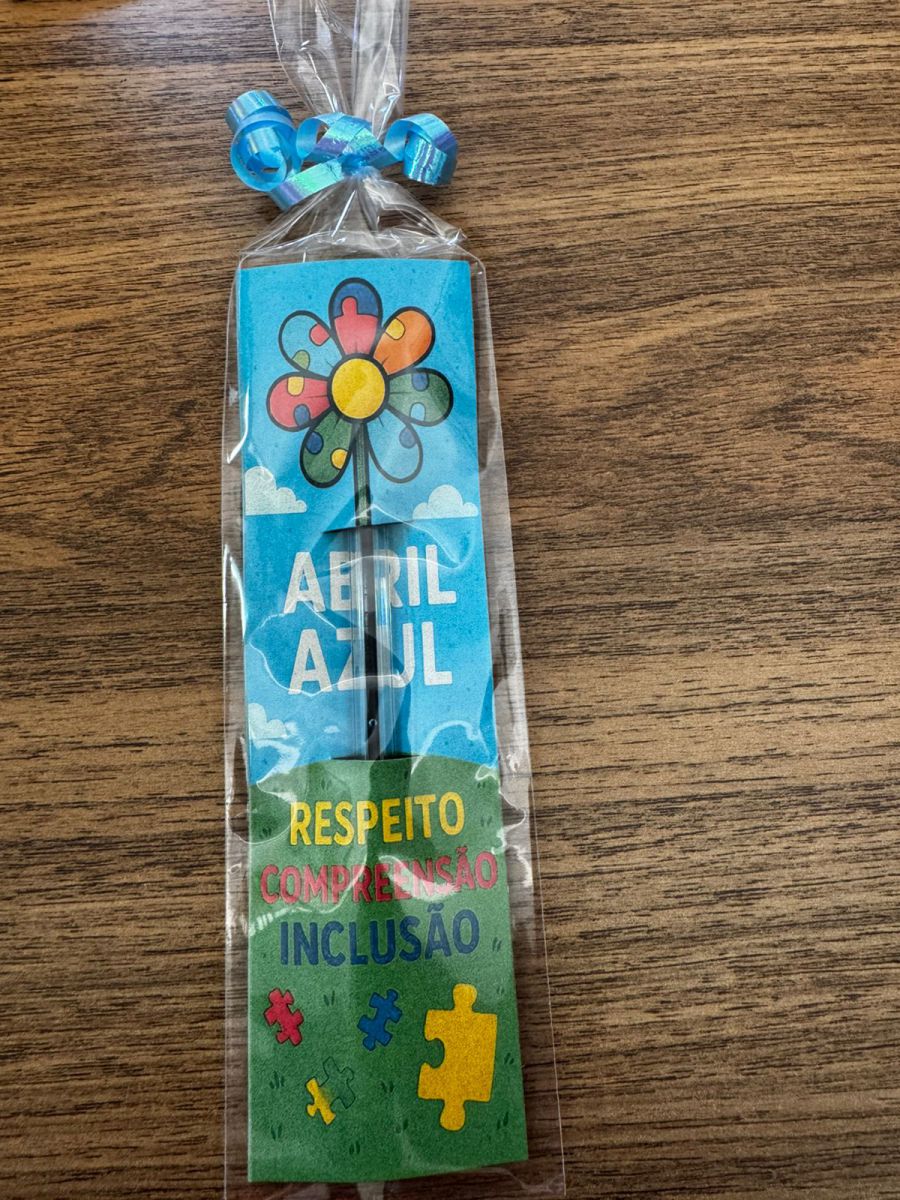 ABRIL
AZUL
RESPEITO
COMPREENSÃO
INCLUSÃO